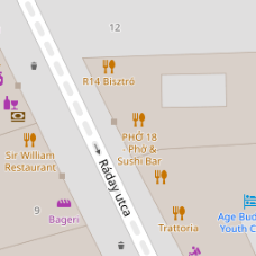 12
R14 Bisztró
PHỞ 18
- Phở &
Sushi Bar
Sir William
Restaurant
Ráday utca
9
Bageri
Trattoria
Age Bud
Youth C